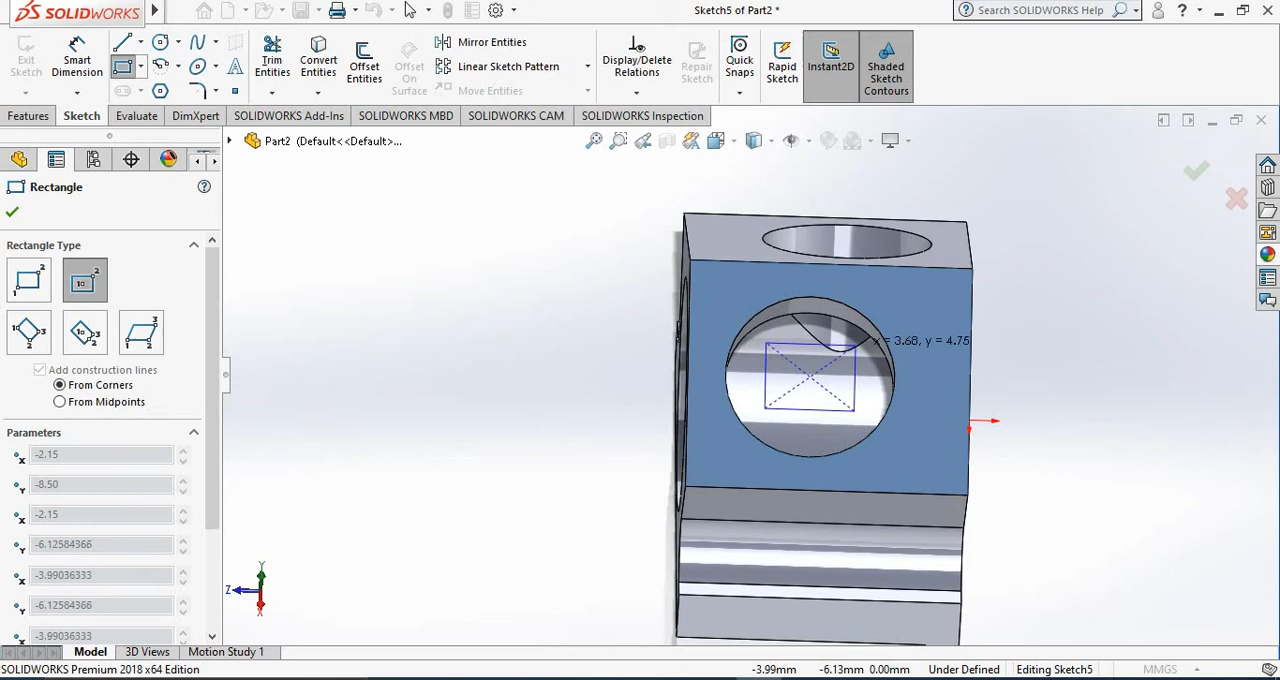 SOLIDWORKS
Sketch5 of Part2 *
Search SOLIDWORKS Help
?
Exit Sketch
Smart Dimension
Trim Entities
Convert Entities
Offset Entities
Offset On Surface
Mirror Entities
Linear Sketch Pattern
Move Entities
Display/Delete Relations
Repair Sketch
Quick Snaps
Rapid Sketch
Instant2D
Shaded Sketch Contours
Features
Sketch
Evaluate
DimXpert
SOLIDWORKS Add-Ins
SOLIDWORKS MBD
SOLIDWORKS CAM
SOLIDWORKS Inspection
Part2 (Default<<Default>...
Rectangle
?
Rectangle Type
Add construction lines
From Corners
From Midpoints
Parameters
x -2.15
Y -8.50
x -2.15
Y -6.12584366
x -3.99036333
Y -6.12584366
x -3.99036333
x = 3.68, y = 4.75
Y
Z
X
Model
3D Views
Motion Study 1
SOLIDWORKS Premium 2018 x64 Edition
-3.99mm
-6.13mm
0.00mm
Under Defined
Editing Sketch5
MMGS